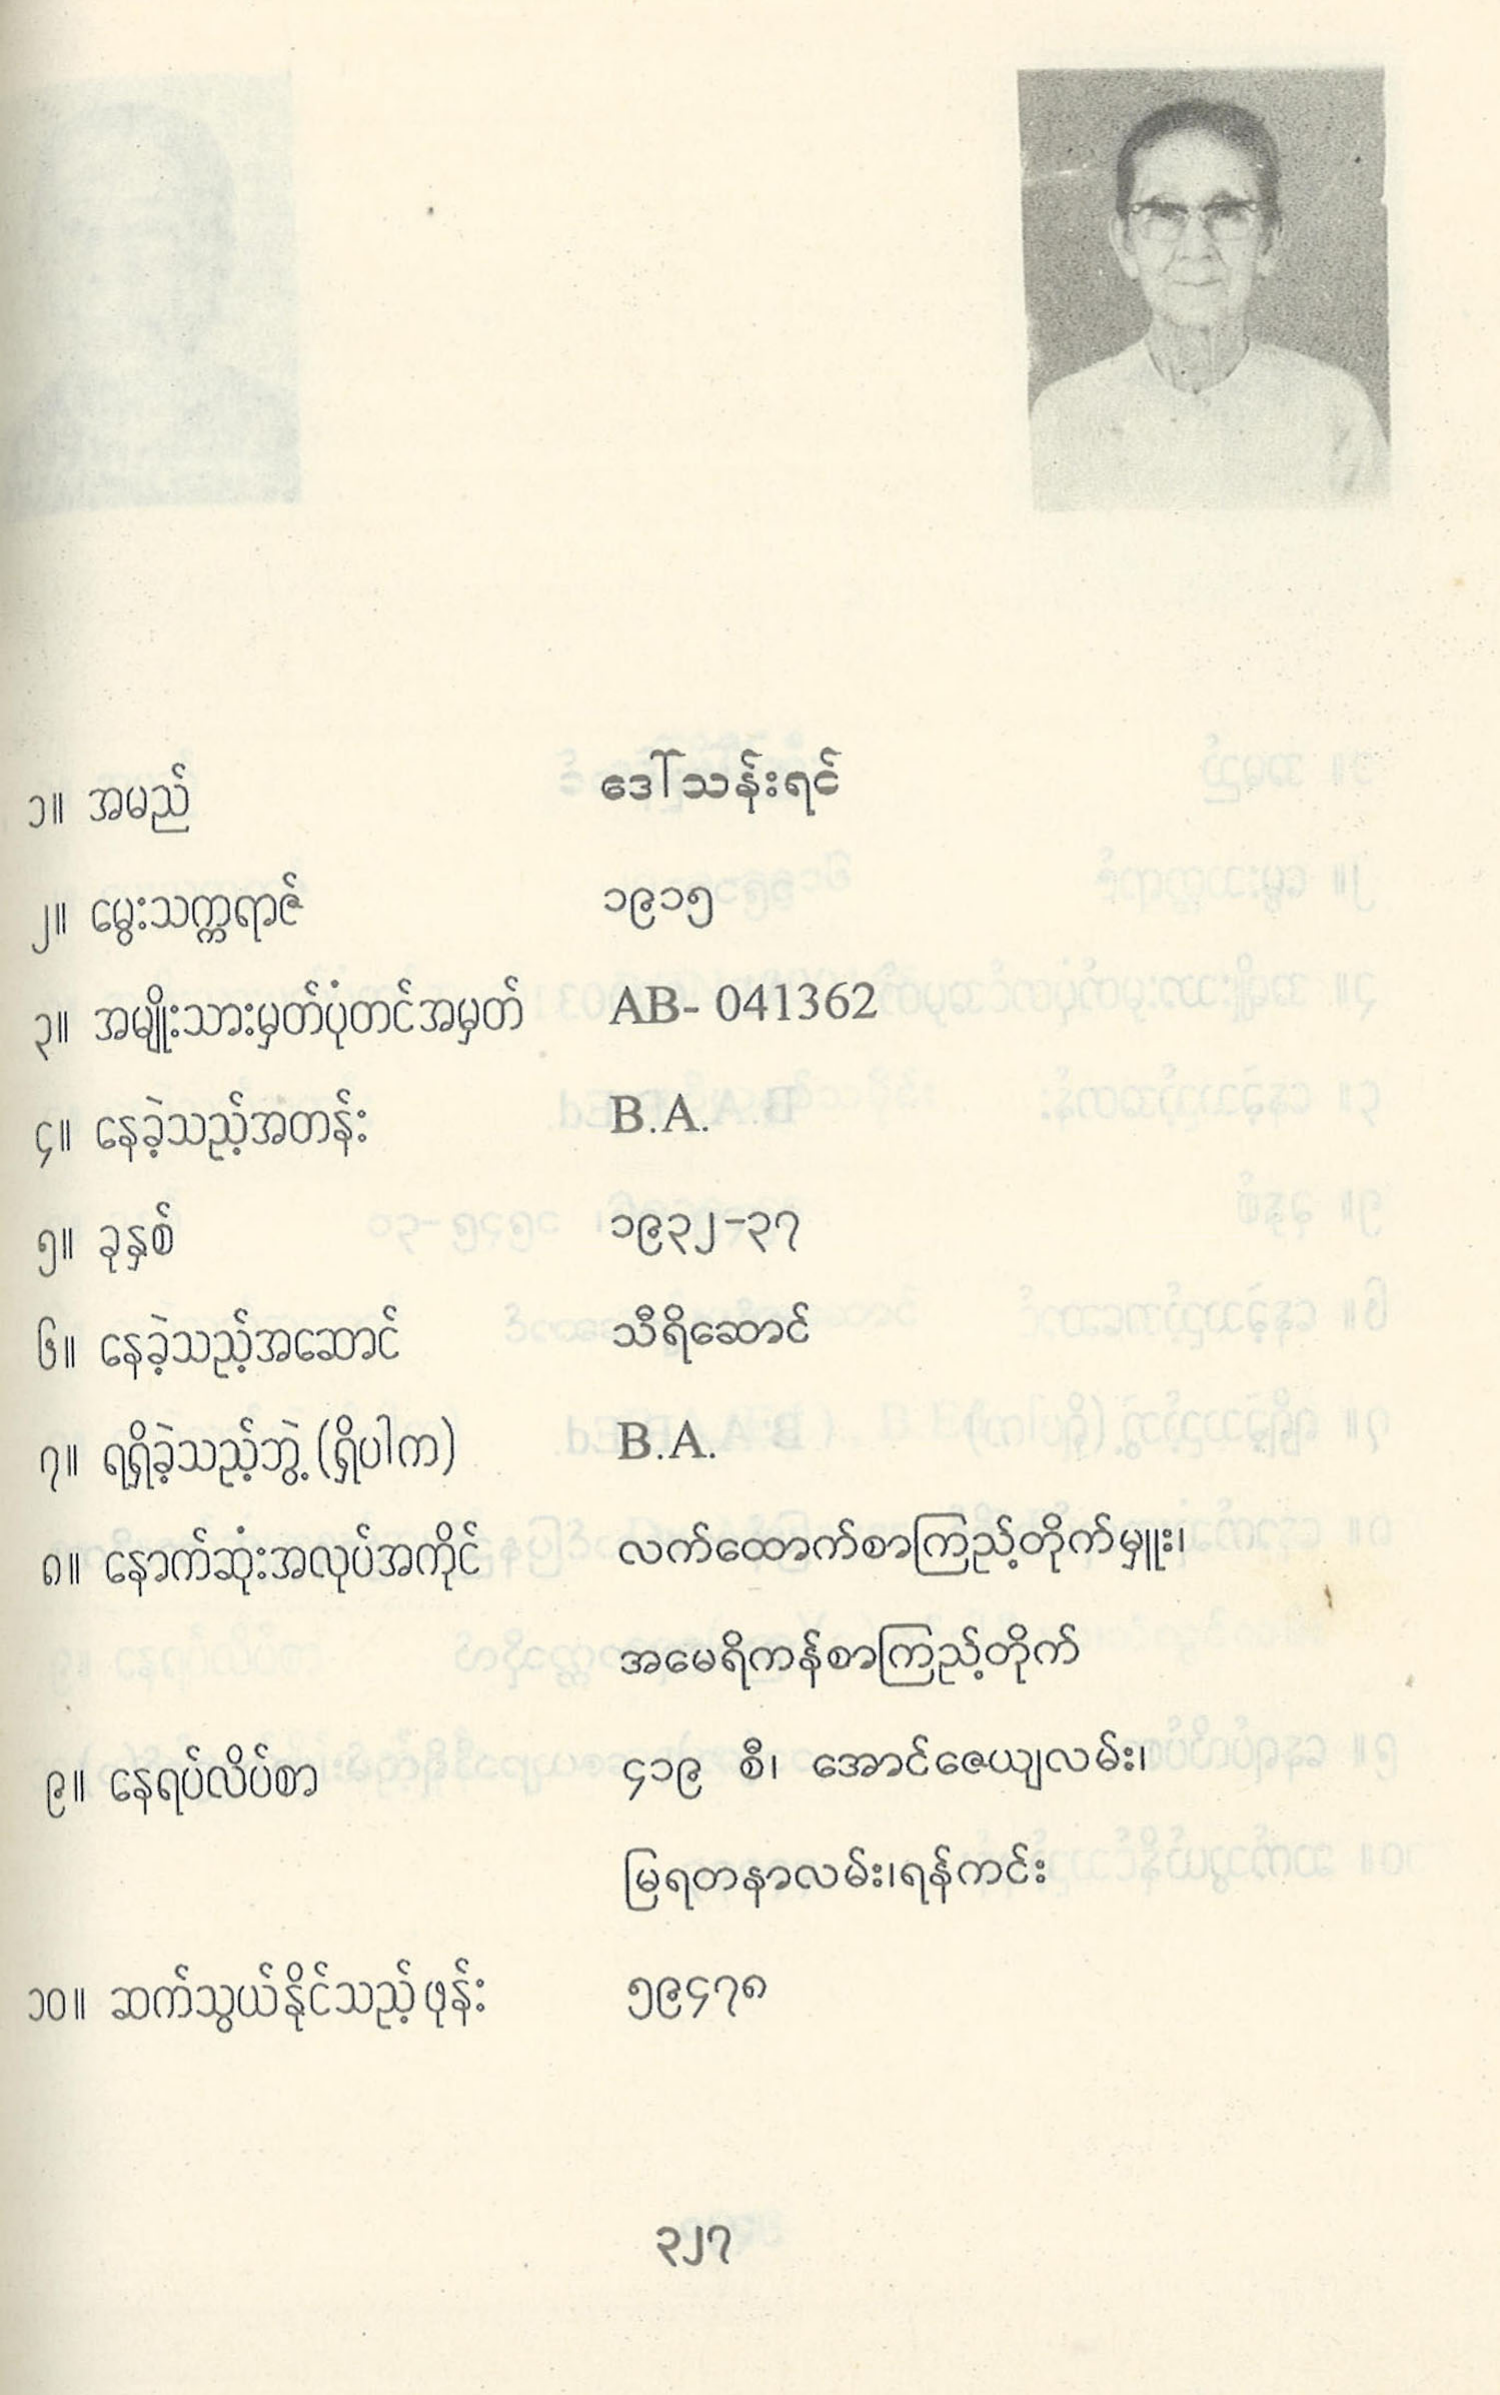 ၁။ အမည် ဒေါ်သန်းရင်
၂။ မွေးသက္ကရာဇ် ၁၉၁၅
၃။ အမျိုးသားမှတ်ပုံတင်အမှတ် AB- 041362
၄။ နေခဲ့သည့်အတန်း B.A.
၅။ ခုနှစ် ၁၉၃၂-၃၇
၆။ နေခဲ့သည့်အဆောင် သီရိဆောင်
၇။ ရရှိခဲ့သည့်ဘွဲ့ (ရှိပါက) B.A.
၈။ နောက်ဆုံးအလုပ်အကိုင် လက်ထောက်စာကြည့်တိုက်မှူး၊
အမေရိကန်စာကြည့်တိုက်
၉။ နေရပ်လိပ်စာ ၄၁၉ စီ၊ အောင်ဇေယျလမ်း၊
မြရတနာလမ်း၊ရန်ကင်း
၁၀။ ဆက်သွယ်နိုင်သည့်ဖုန်း ၅၉၄၇၈
၃၂၇